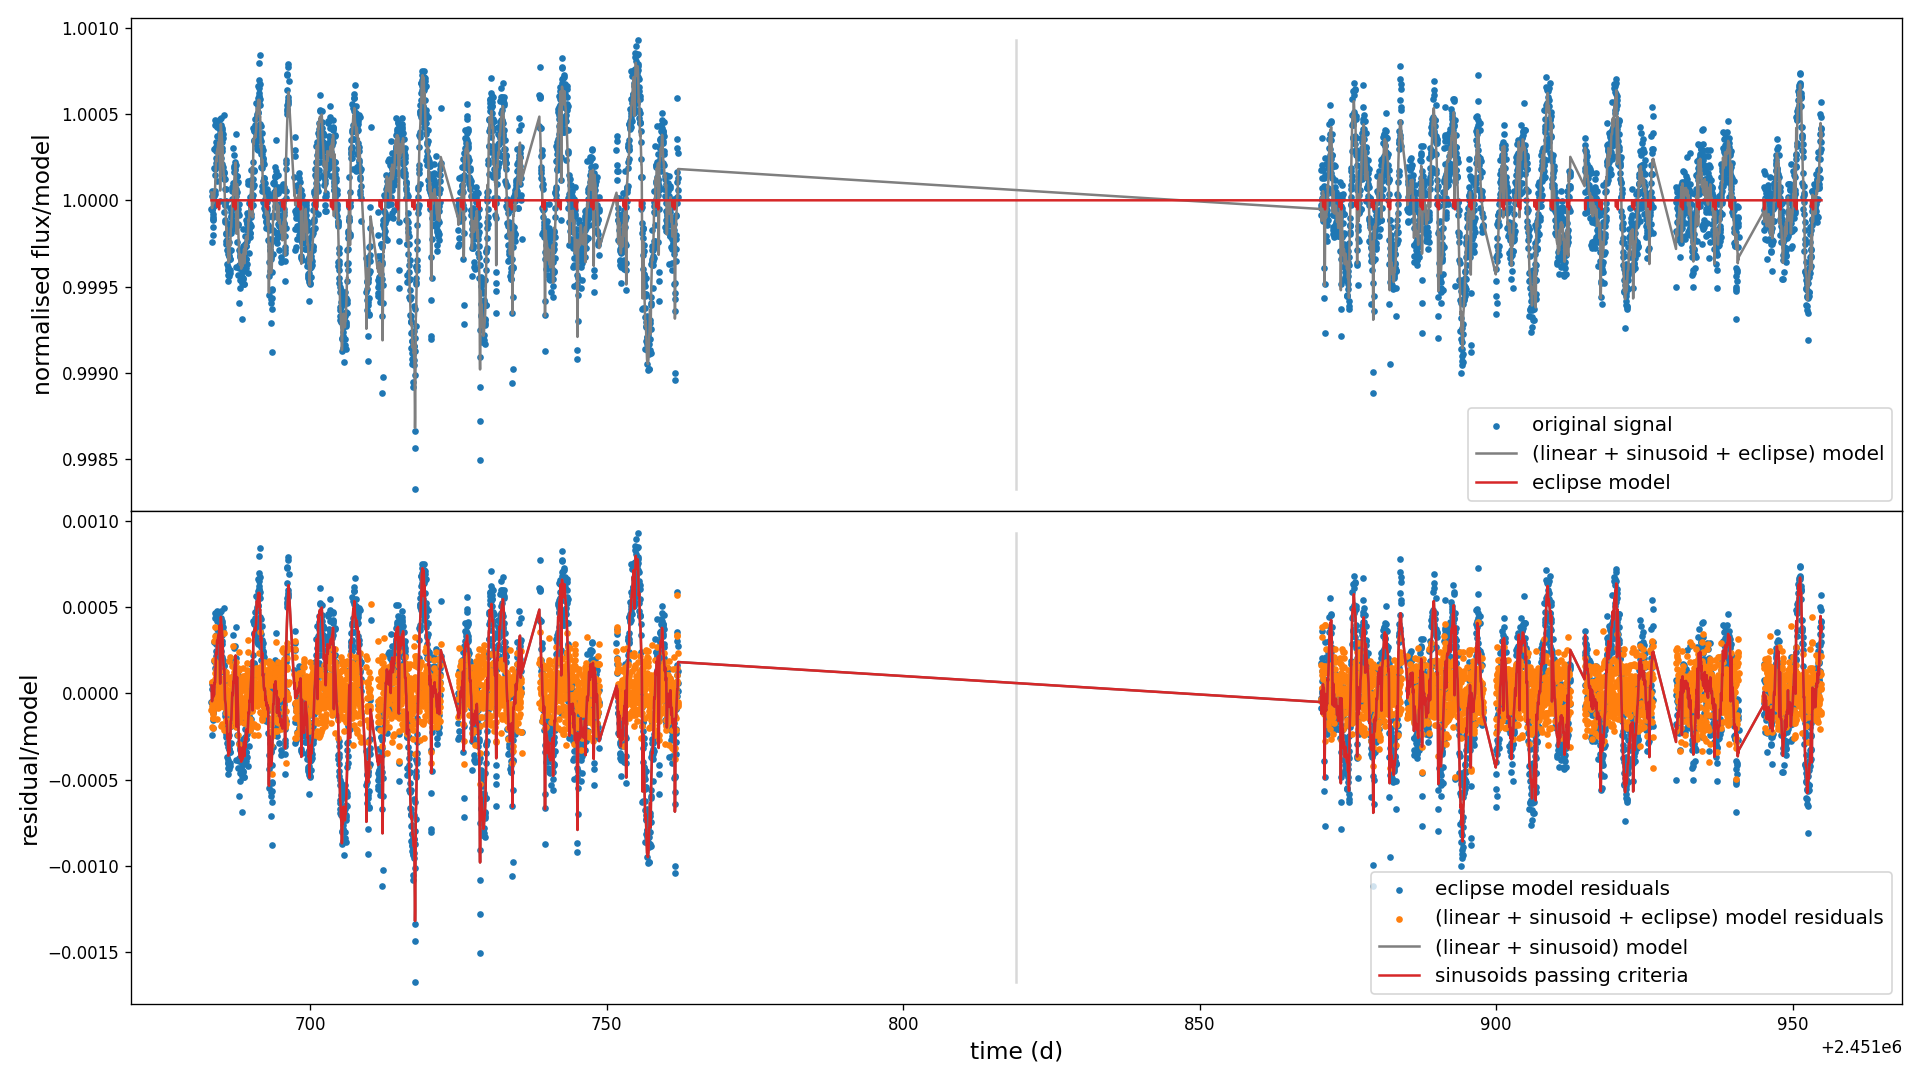 1.0010
1.0005
1.0000
0.9995
0.9990
0.9985
normalised flux/model
original signal
(linear + sinusoid + eclipse) model
eclipse model
0.0010
0.0005
0.0000
−0.0005
−0.0010
−0.0015
residual/model
eclipse model residuals
(linear + sinusoid + eclipse) model residuals
(linear + sinusoid) model
sinusoids passing criteria
700 750 800 850 900 950
time (d)
+2.451e6